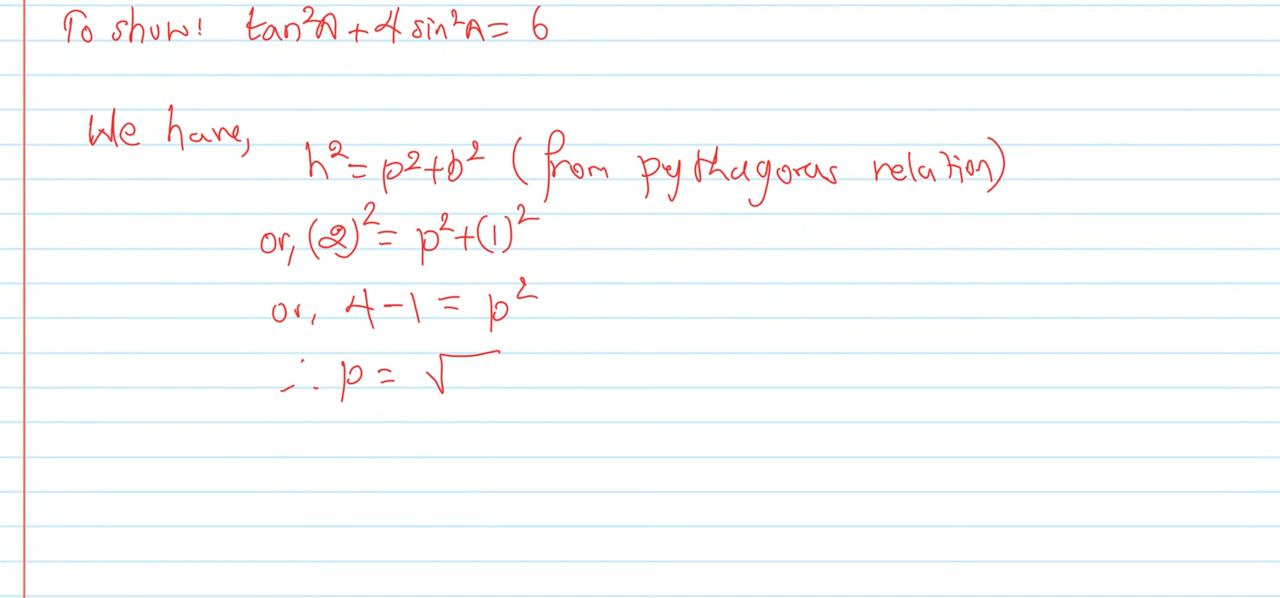 To show! tan²A + 4 sin²A = 6
We have,
h² = p²+b² (from pythagoras relation)
or, (2)² = p²+(1)²
or, 4-1 = p²
∴ p = √